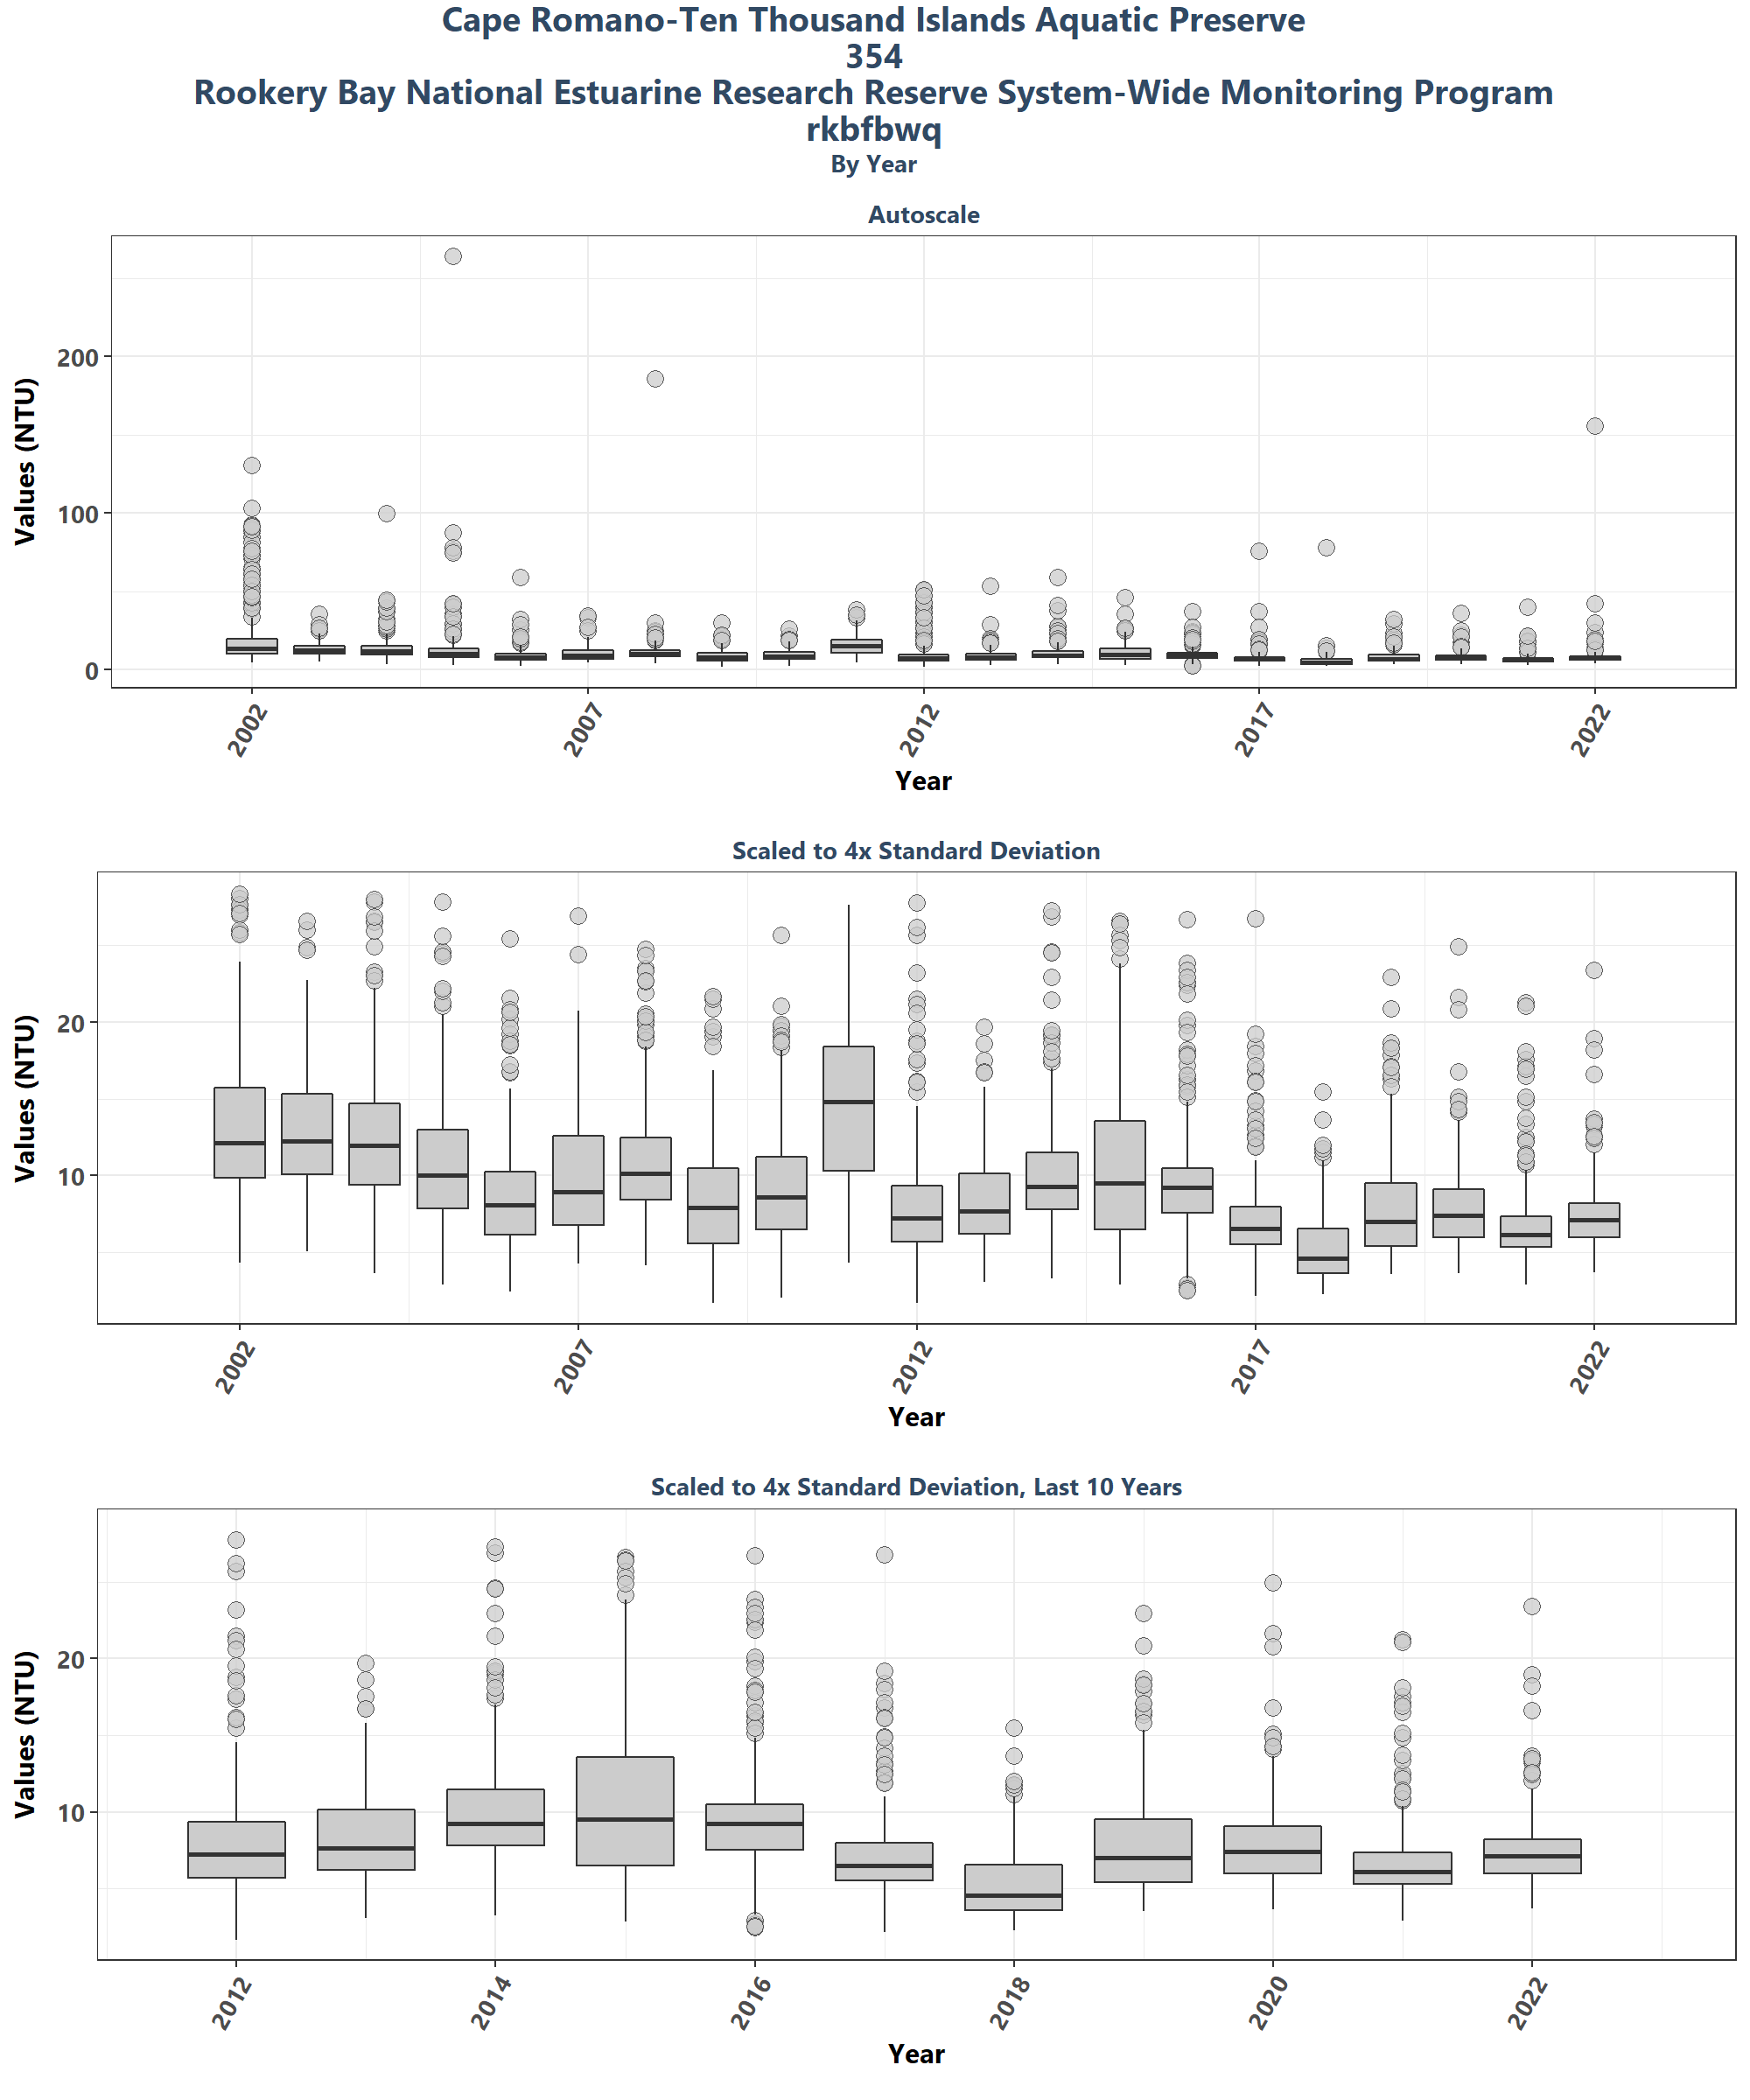 Cape Romano-Ten Thousand Islands Aquatic Preserve
354
Rookery Bay National Estuarine Research Reserve System-Wide Monitoring Program
rkbfbwq
By Year
Autoscale
Values (NTU)
200
100
0
2002
2007
2012
2017
2022
Year
Scaled to 4x Standard Deviation
Values (NTU)
20
10
2002
2007
2012
2017
2022
Year
Scaled to 4x Standard Deviation, Last 10 Years
Values (NTU)
20
10
2012
2014
2016
2018
2020
2022
Year